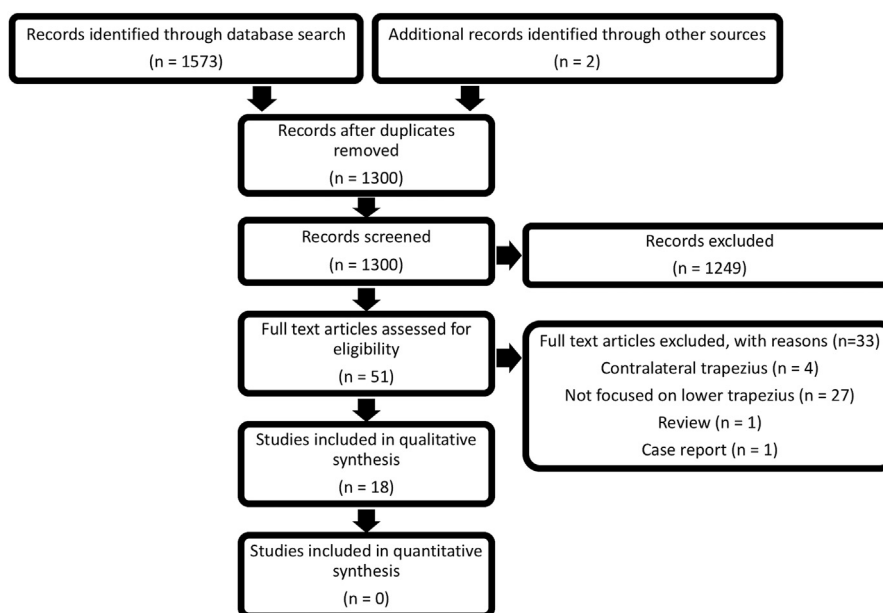 Records identified through database search
(n = 1573)
Additional records identified through other sources
(n = 2)
Records after duplicates
removed
(n = 1300)
Records screened
(n = 1300)
Records excluded
(n = 1249)
Full text articles assessed for
eligibility
(n = 51)
Full text articles excluded, with reasons (n=33)
Contralateral trapezius (n = 4)
Not focused on lower trapezius (n = 27)
Review (n = 1)
Case report (n = 1)
Studies included in qualitative
synthesis
(n = 18)
Studies included in quantitative
synthesis
(n = 0)